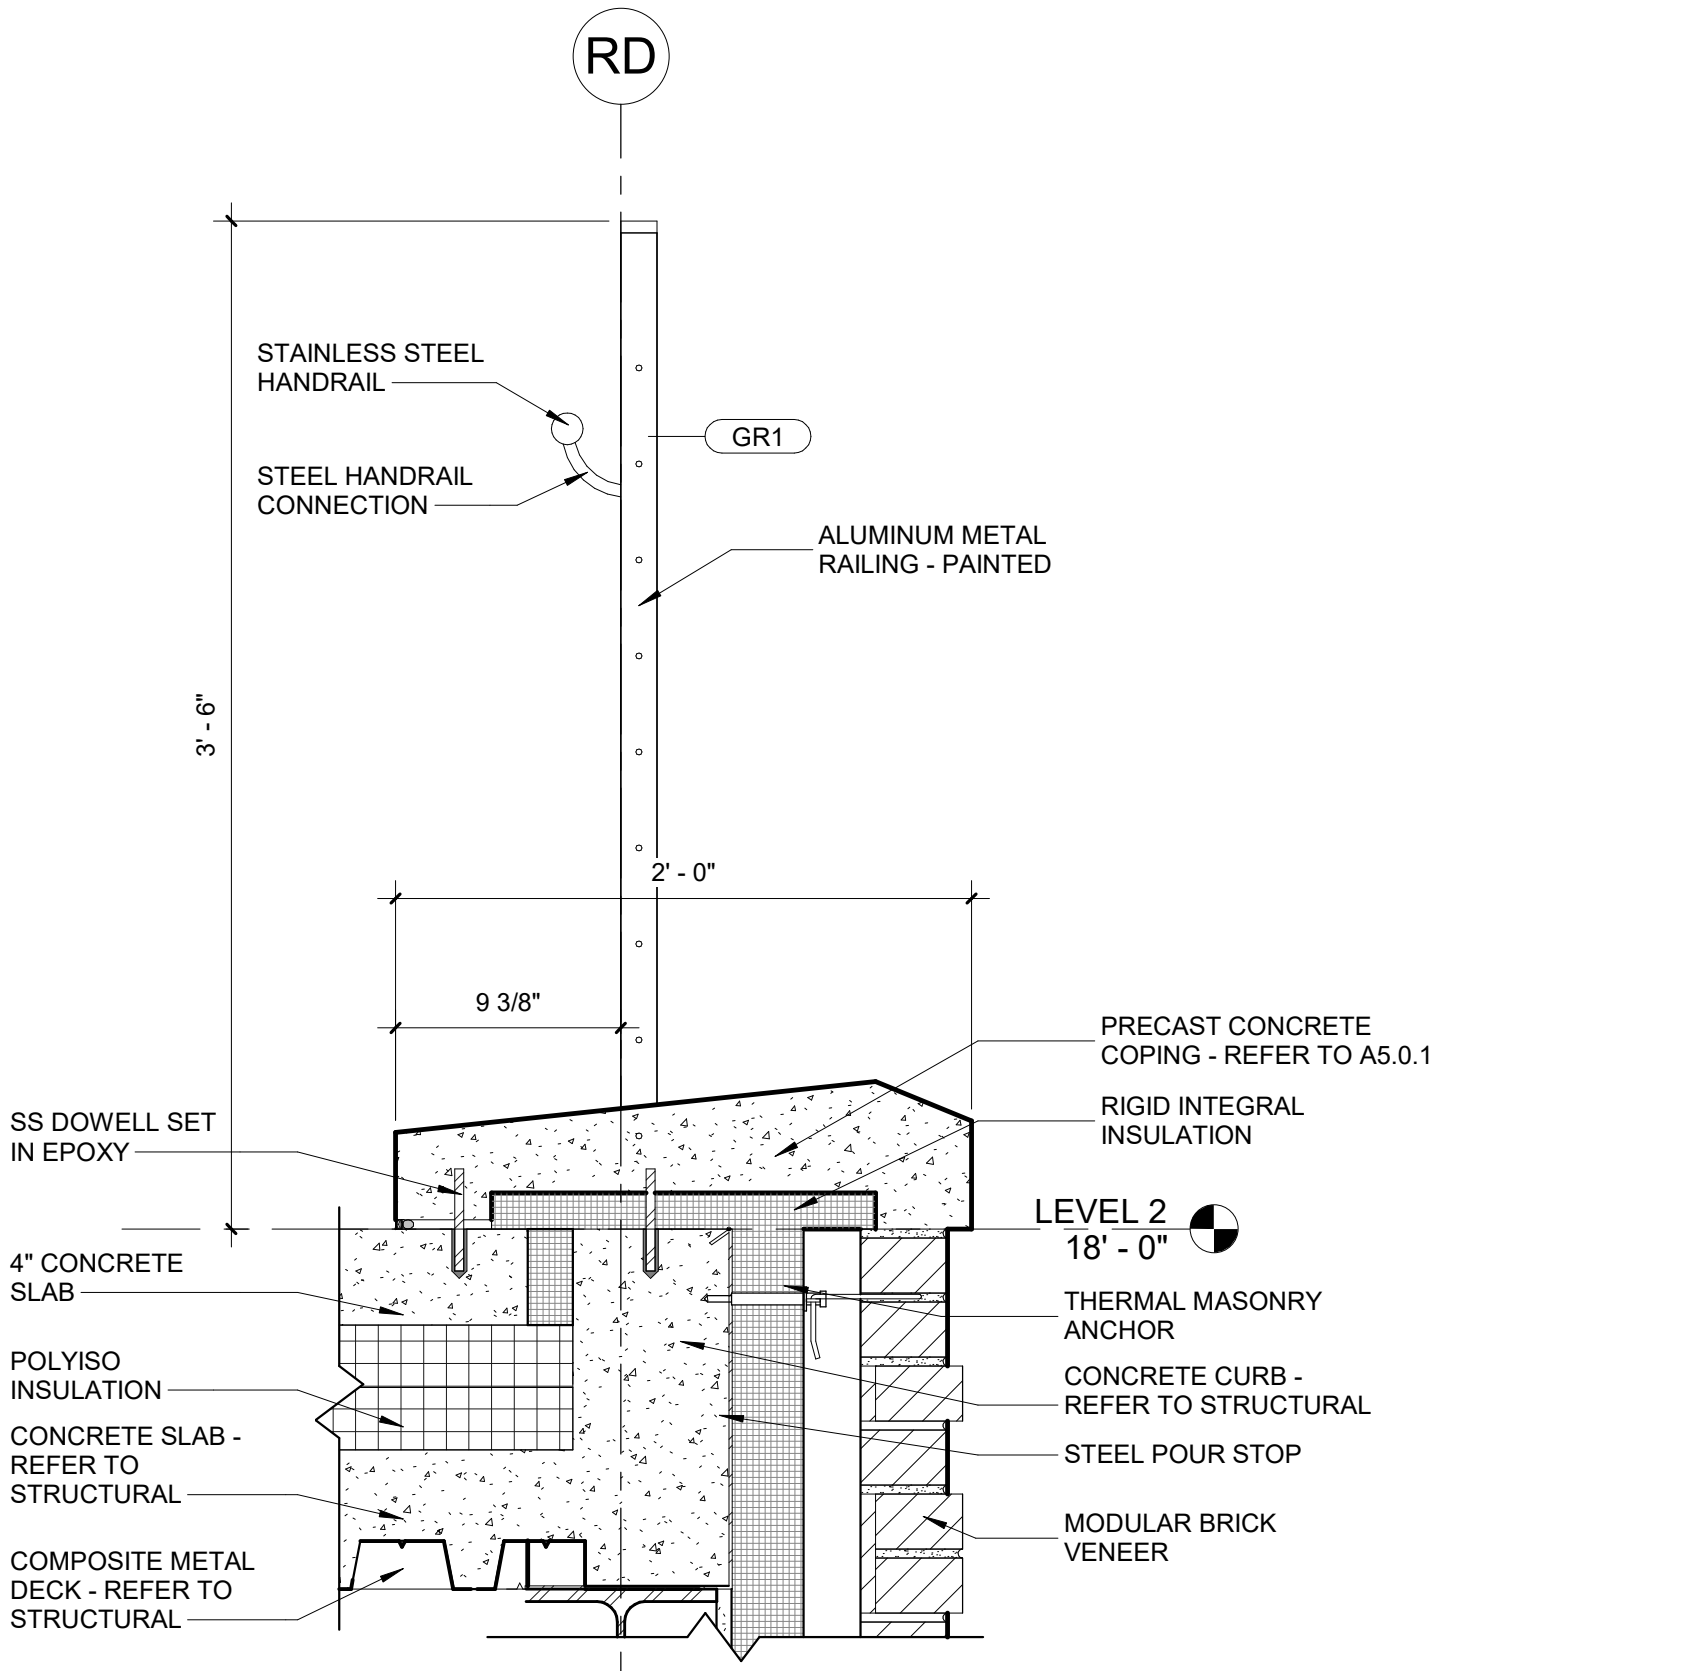 RD
STAINLESS STEEL
HANDRAIL
GR1
STEEL HANDRAIL
CONNECTION
ALUMINUM METAL
RAILING - PAINTED
3' - 6"
2' - 0"
9 3/8"
PRECAST CONCRETE
COPING - REFER TO A5.0.1
RIGID INTEGRAL
INSULATION
SS DOWELL SET
IN EPOXY
LEVEL 2
18' - 0"
4" CONCRETE
SLAB
THERMAL MASONRY
ANCHOR
POLYISO
INSULATION
CONCRETE CURB -
REFER TO STRUCTURAL
CONCRETE SLAB -
REFER TO
STRUCTURAL
STEEL POUR STOP
MODULAR BRICK
VENEER
COMPOSITE METAL
DECK - REFER TO
STRUCTURAL